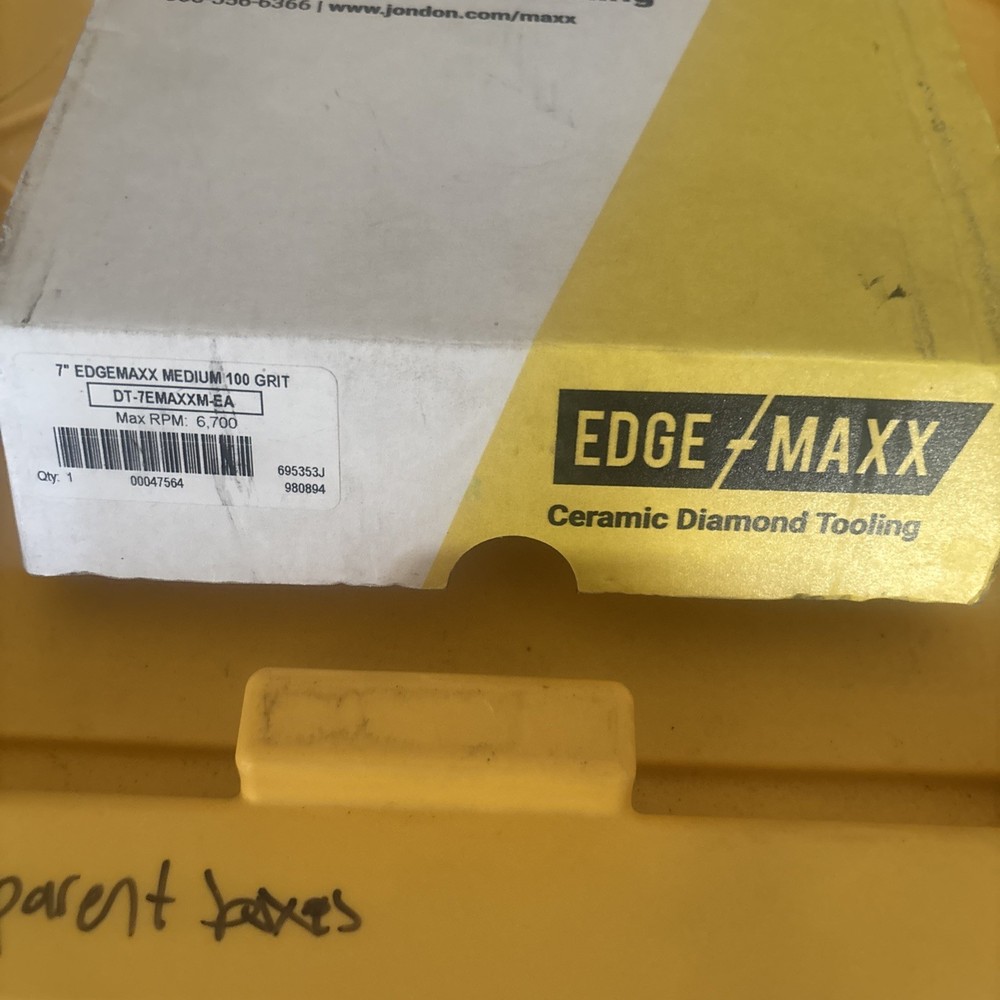 www.jondon.com/maxx
7" EDGEMAXX MEDIUM 100 GRIT
DT-7EMAXXM-EA
Max RPM: 6,700
Qty: 1
00047564
695353J
980894
EDGE MAXX
Ceramic Diamond Tooling
parent boxes